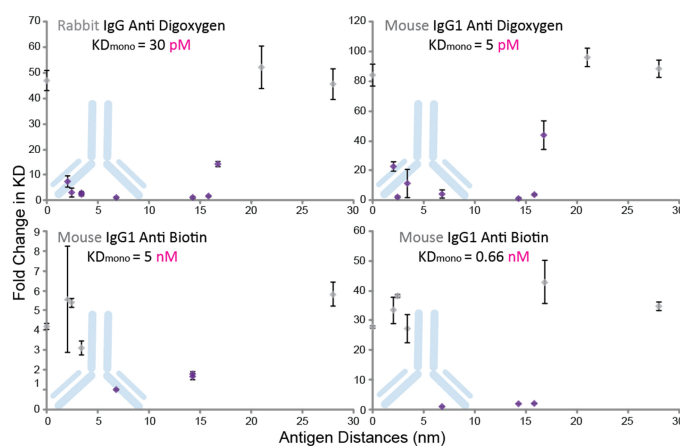 Fold Change in KD
Rabbit IgG Anti Digoxygen
KDmono = 30 pM
70
60
50
40
30
20
10
0
0 5 10 15 20 25 30
Mouse IgG1 Anti Digoxygen
KDmono = 5 pM
120
100
80
60
40
20
0
0 5 10 15 20 25 30
Mouse IgG1 Anti Biotin
KDmono = 5 nM
9
8
7
6
5
4
3
2
1
0
0 5 10 15 20 25 30
Mouse IgG1 Anti Biotin
KDmono = 0.66 nM
60
50
40
30
20
10
0
0 5 10 15 20 25 30
Antigen Distances (nm)